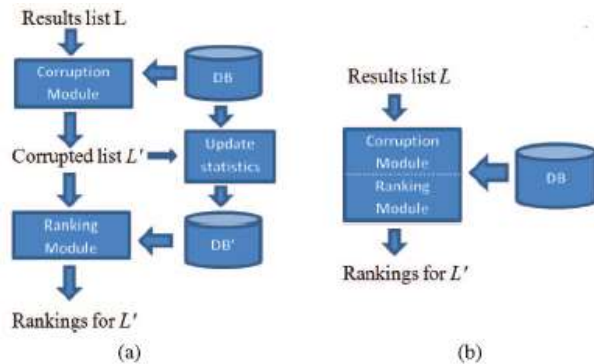 Results list L
Corruption
Module
DB
Corrupted list L'
Update
statistics
Ranking
Module
DB'
Rankings for L'
(a)
Results list L
Corruption
Module
Ranking
Module
DB
Rankings for L'
(b)